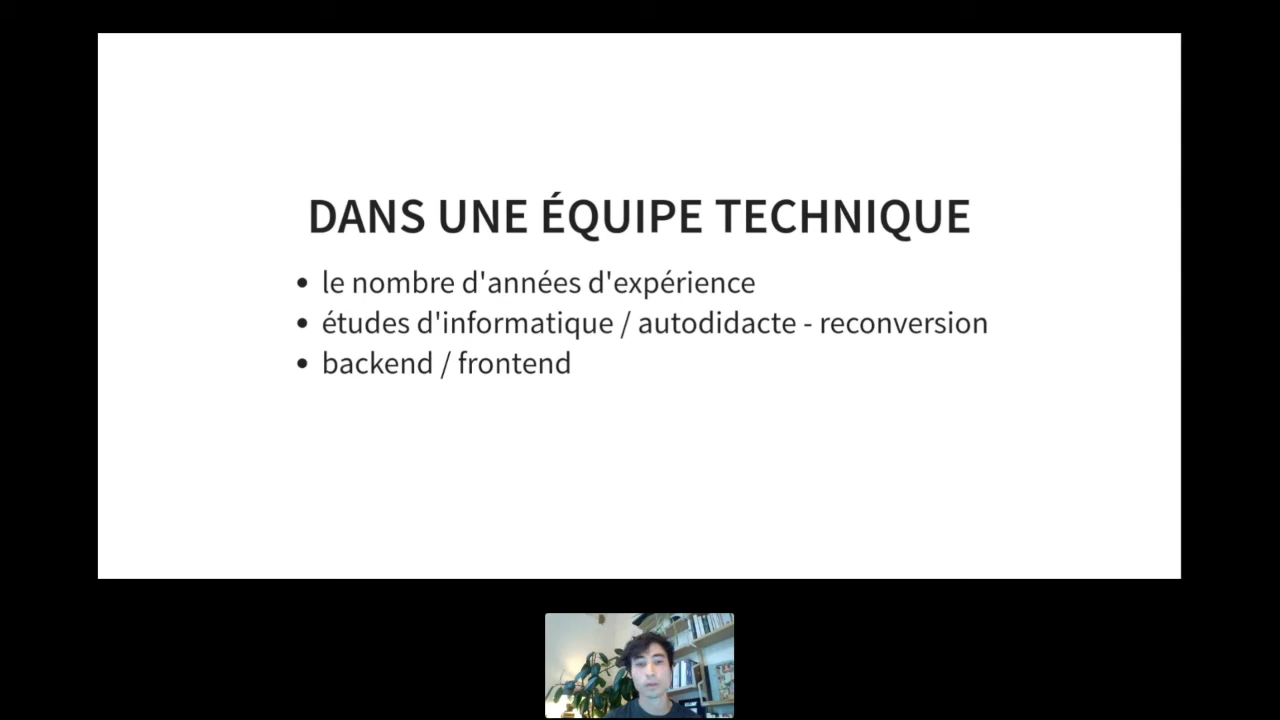 DANS UNE ÉQUIPE TECHNIQUE
le nombre d'années d'expérience
études d'informatique / autodidacte - reconversion
backend / frontend